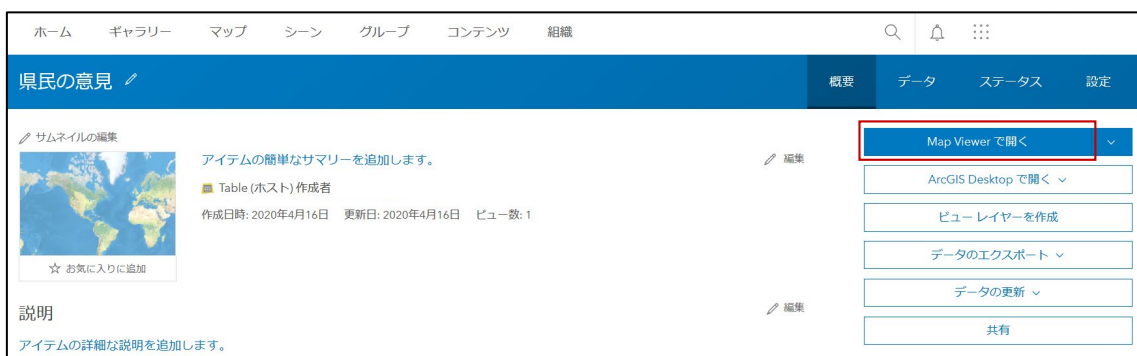 ホーム ギャラリー マップ シーン グループ コンテンツ 組織
県民の意見
概要 データ ステータス 設定
サムネイルの編集
アイテムの簡単なサマリーを追加します。
編集
Table (ホスト) 作成者
作成日時: 2020年4月16日 更新日: 2020年4月16日 ビュー数: 1
お気に入りに追加
説明
編集
アイテムの詳細な説明を追加します。
Map Viewer で開く
ArcGIS Desktop で開く
ビュー レイヤーを作成
データのエクスポート
データの更新
共有